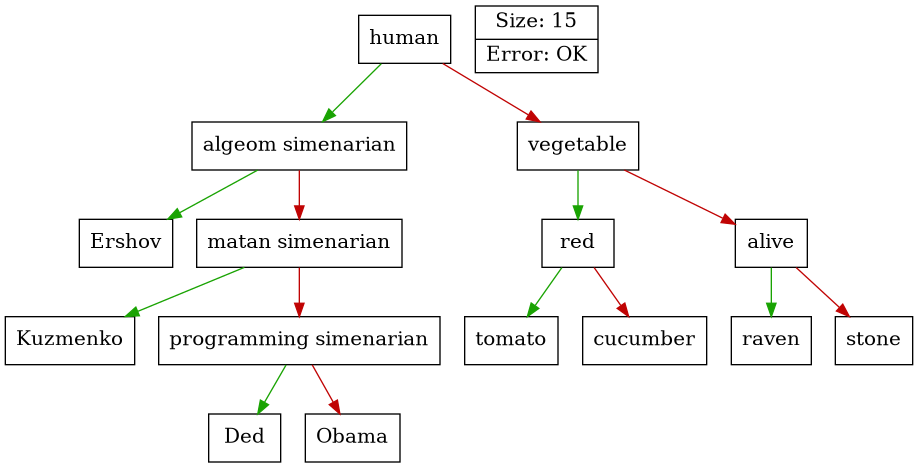 human
Size: 15
Error: OK
algeom simenarian
vegetable
Ershov
matan simenarian
red
alive
Kuzmenko
programming simenarian
tomato
cucumber
raven
stone
Ded
Obama